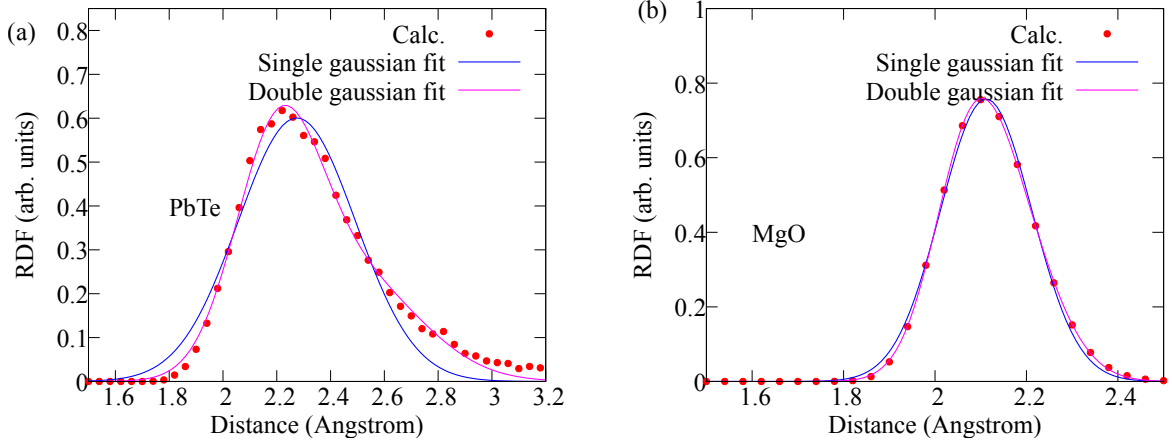 (a)
0.8
0.7
0.6
0.5
0.4
0.3
0.2
0.1
0
RDF (arb. units)
Calc.
Single gaussian fit
Double gaussian fit
PbTe
1.6 1.8 2 2.2 2.4 2.6 2.8 3 3.2
Distance (Angstrom)
(b)
1
0.8
0.6
0.4
0.2
0
RDF (arb. units)
Calc.
Single gaussian fit
Double gaussian fit
MgO
1.6 1.8 2 2.2 2.4
Distance (Angstrom)